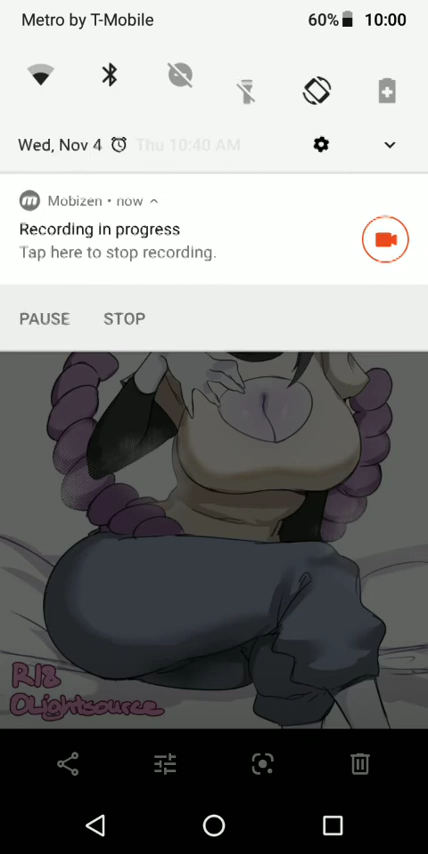 Metro by T-Mobile 60% 10:00
Wed, Nov 4 Thu 10:40 AM
Mobizen • now
Recording in progress
Tap here to stop recording.
PAUSE STOP
R18
OLightsource